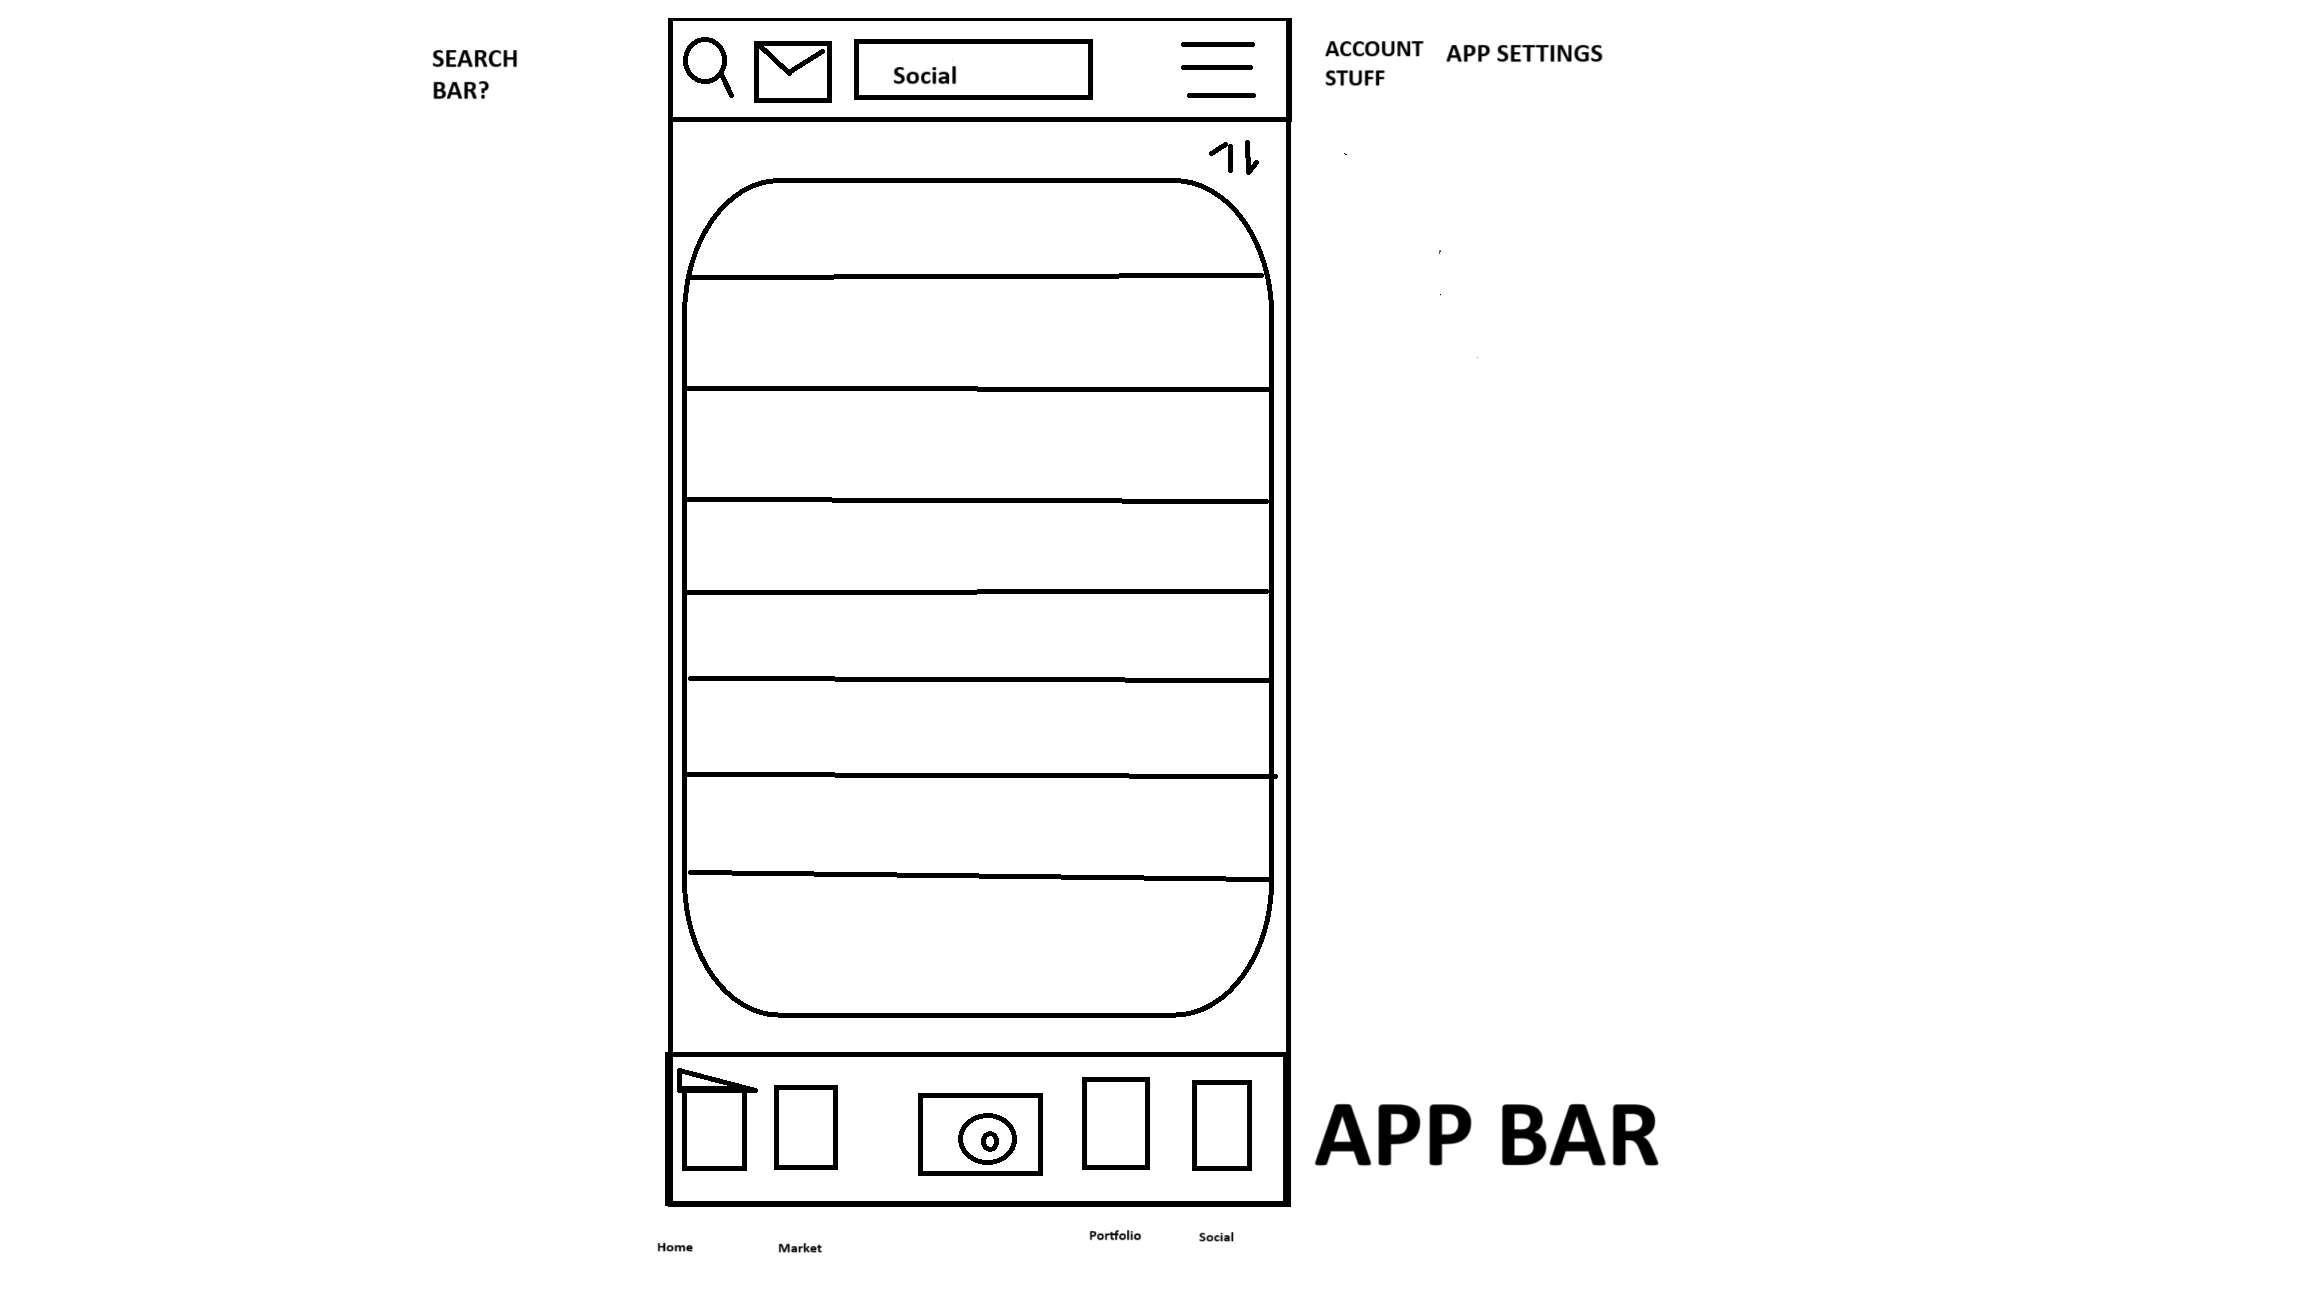 SEARCH
BAR?
Social
ACCOUNT
STUFF
APP SETTINGS
APP BAR
Home
Market
Portfolio
Social